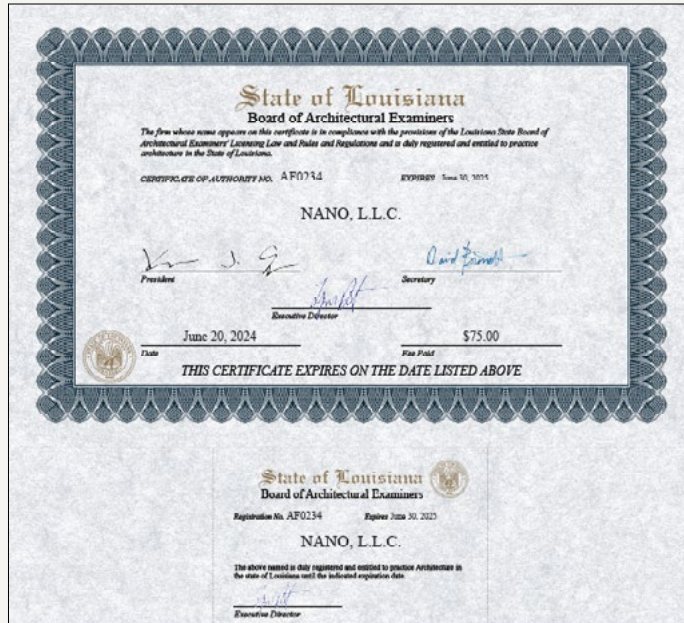 State of Louisiana
Board of Architectural Examiners
The firm whose name appears on this certificate is in compliance with the provisions of the Louisiana State Board of
Architectural Examiners' Licensing Law and Rules and Regulations and is duly registered and entitled to practice
architecture in the State of Louisiana.
CERTIFICATE OF AUTHORITY NO. AF0234 EXPIRES June 30, 2025
NANO, L.L.C.
President Secretary
Executive Director
June 20, 2024 $75.00
Date Fee Paid
THIS CERTIFICATE EXPIRES ON THE DATE LISTED ABOVE
State of Louisiana
Board of Architectural Examiners
Registration No. AF0234 Expires June 30, 2025
NANO, L.L.C.
The above named is duly registered and entitled to practice Architecture in
the state of Louisiana until the indicated expiration date.
Executive Director